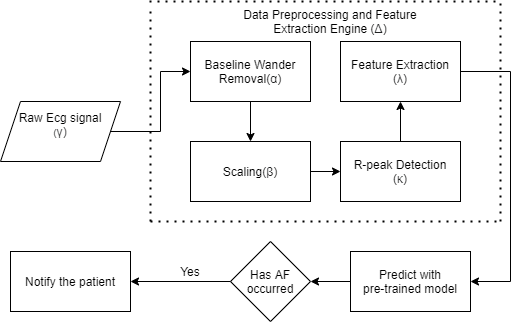 Data Preprocessing and Feature
Extraction Engine (Δ)
Baseline Wander
Removal(α)
Feature Extraction
(λ)
Raw Ecg signal
(γ)
Scaling(β)
R-peak Detection
(κ)
Notify the patient
Yes
Has AF
occurred
Predict with
pre-trained model